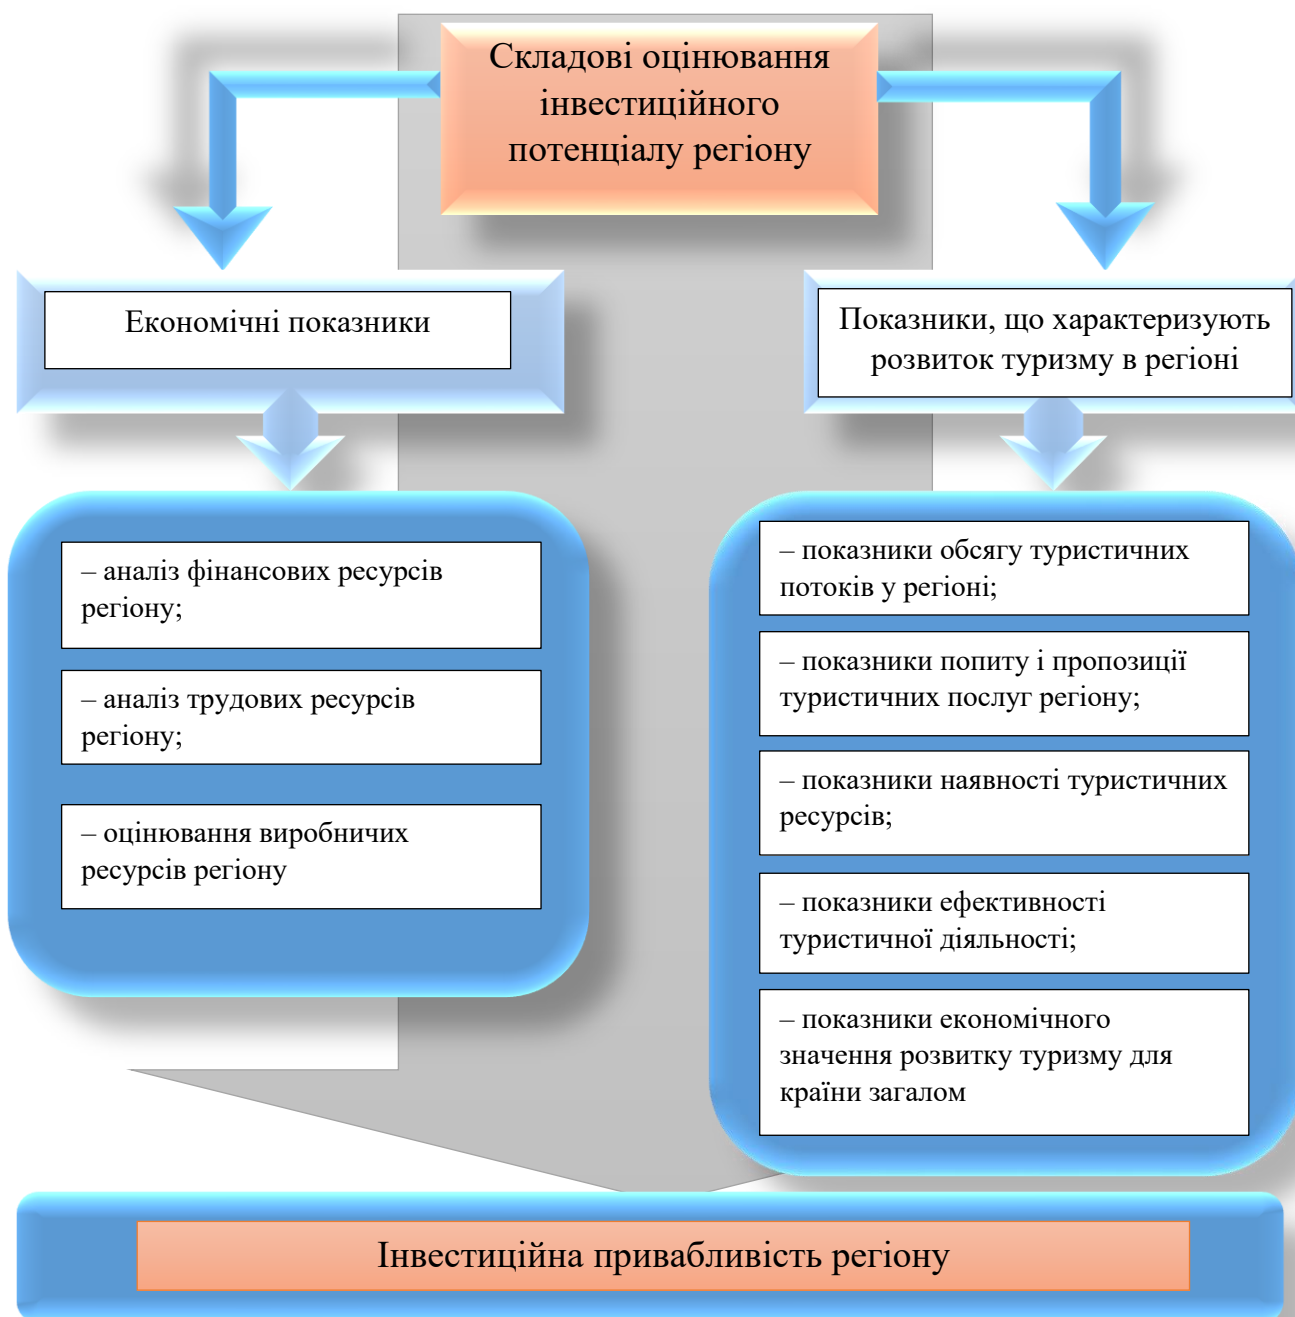 Складові оцінювання
інвестиційного
потенціалу регіону
Економічні показники
Показники, що характеризують
розвиток туризму в регіоні
– аналіз фінансових ресурсів
регіону;
– аналіз трудових ресурсів
регіону;
– оцінювання виробничих
ресурсів регіону
– показники обсягу туристичних
потоків у регіоні;
– показники попиту і пропозиції
туристичних послуг регіону;
– показники наявності туристичних
ресурсів;
– показники ефективності
туристичної діяльності;
– показники економічного
значення розвитку туризму для
країни загалом
Інвестиційна привабливість регіону